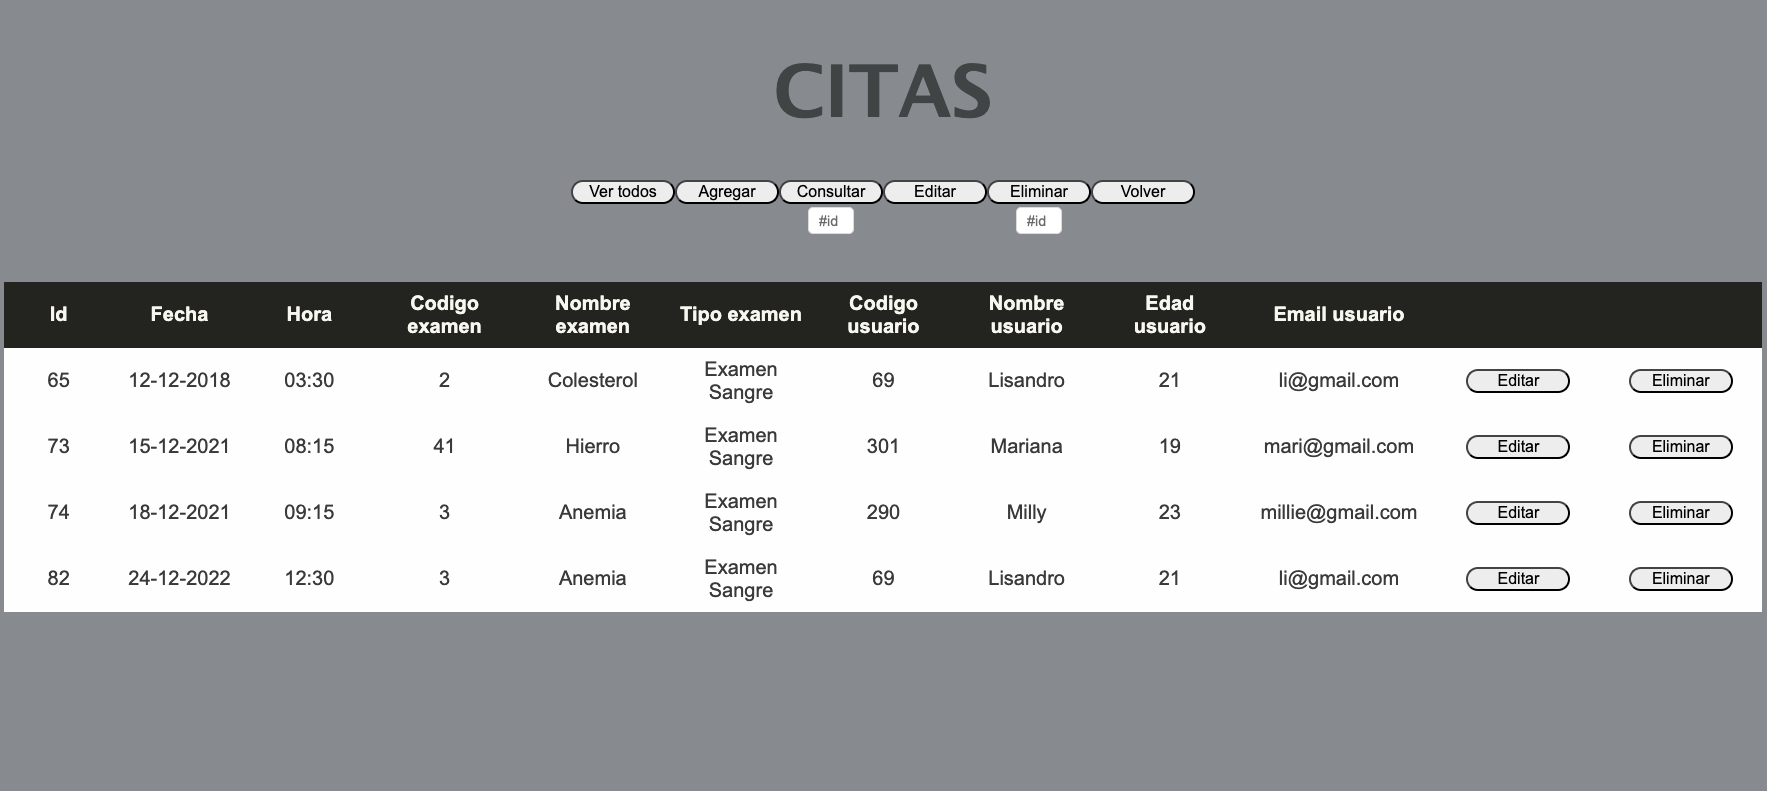 CITAS
Ver todos Agregar Consultar Editar Eliminar Volver
#id #id
Id Fecha Hora Codigo examen Nombre examen Tipo examen Codigo usuario Nombre usuario Edad usuario Email usuario
65 12-12-2018 03:30 2 Colesterol Examen Sangre 69 Lisandro 21 li@gmail.com Editar Eliminar
73 15-12-2021 08:15 41 Hierro Examen Sangre 301 Mariana 19 mari@gmail.com Editar Eliminar
74 18-12-2021 09:15 3 Anemia Examen Sangre 290 Milly 23 millie@gmail.com Editar Eliminar
82 24-12-2022 12:30 3 Anemia Examen Sangre 69 Lisandro 21 li@gmail.com Editar Eliminar